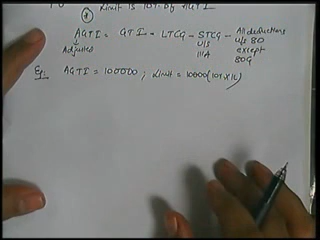 Limit is 10% of AGTI
AGTI = GTI - LTCG - STCG - All deductions
Adjusted u/s u/s 80
111A except
80G
Eg: AGTI = 100000 ; Limit = 10000 (10% x 1L)